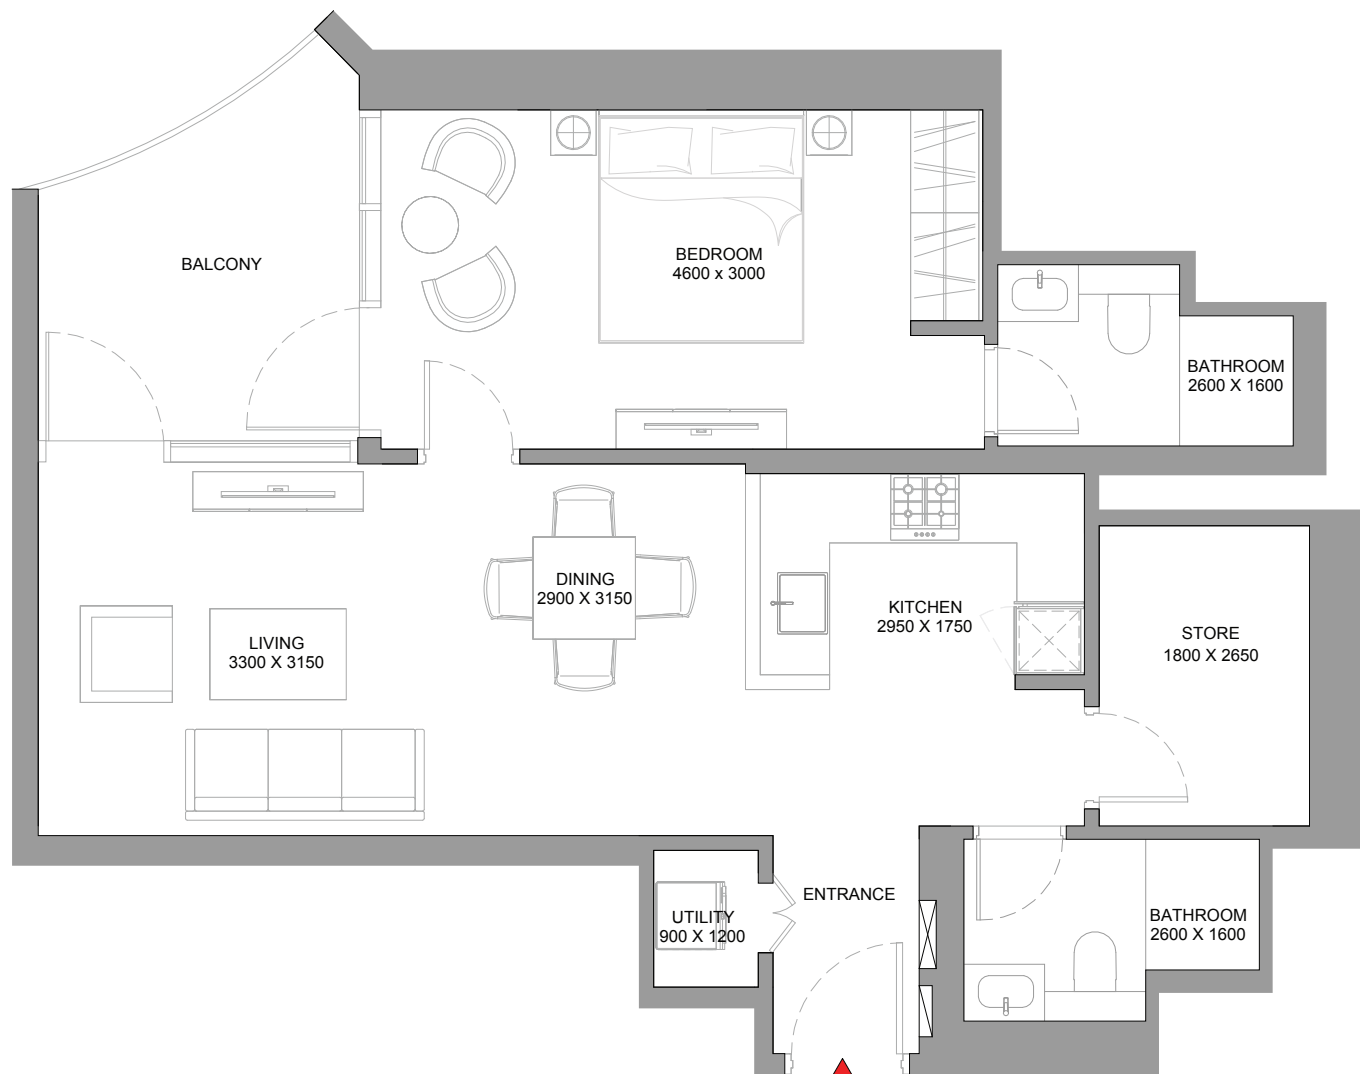 BALCONY
BEDROOM
4600 x 3000
BATHROOM
2600 X 1600
DINING
2900 X 3150
KITCHEN
2950 X 1750
LIVING
3300 X 3150
STORE
1800 X 2650
ENTRANCE
UTILITY
900 X 1200
BATHROOM
2600 X 1600